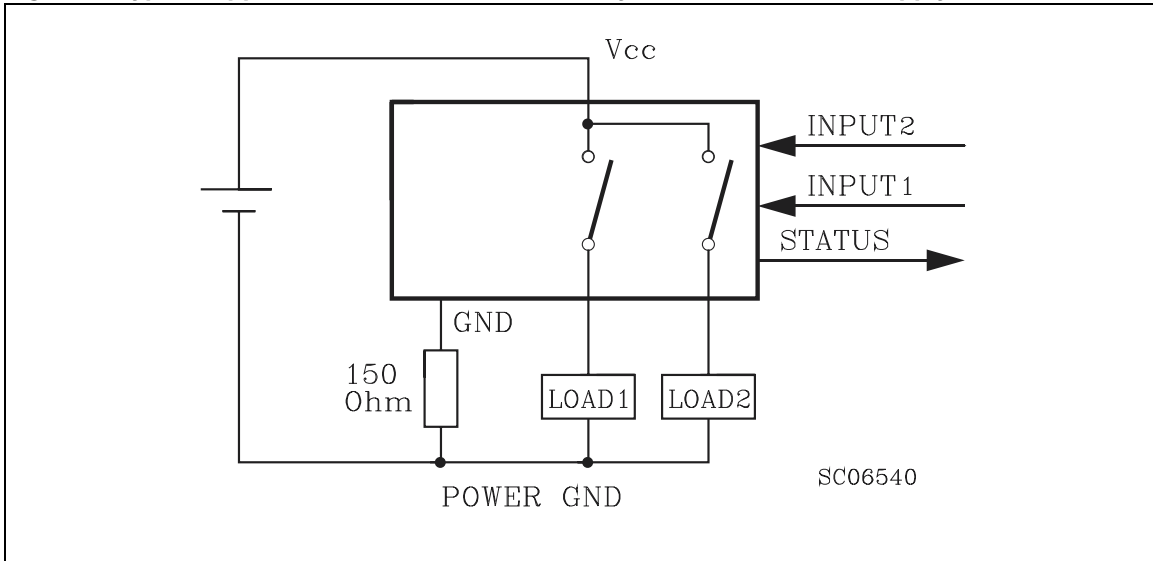 Vcc
INPUT2
INPUT1
STATUS
GND
150
Ohm
LOAD1
LOAD2
POWER GND
SC06540